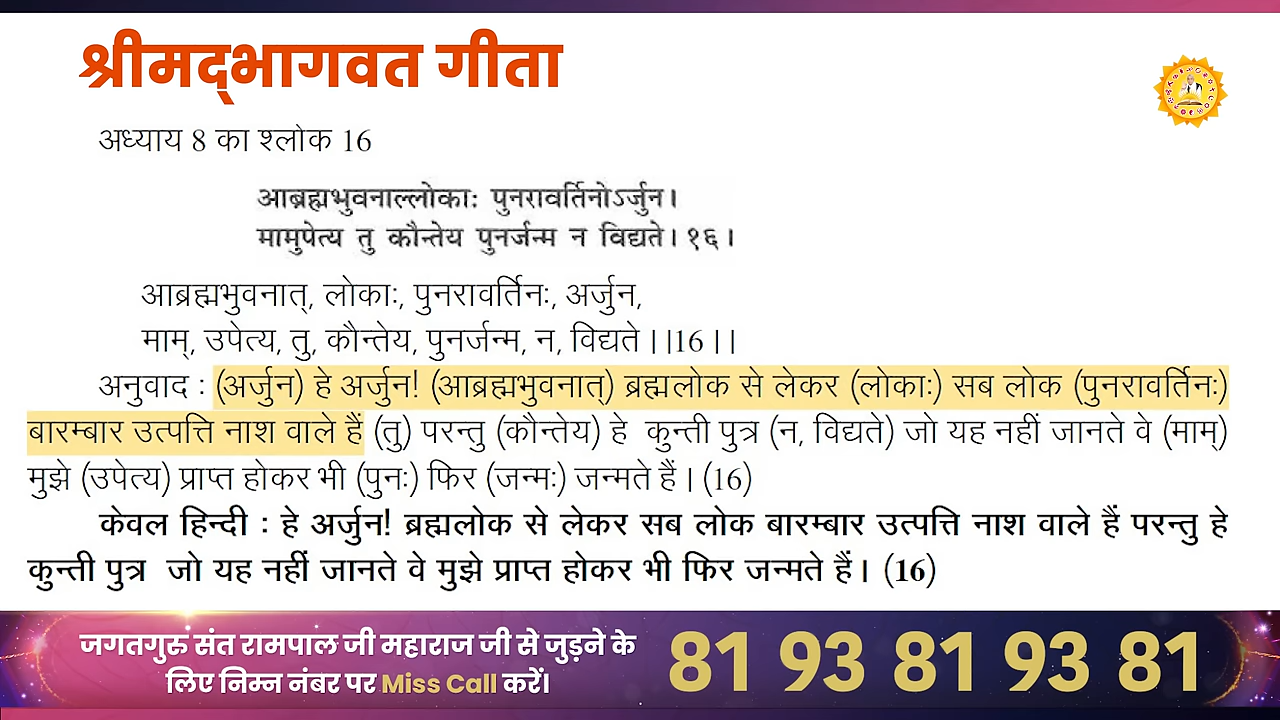 श्रीमद्भागवत गीता
अध्याय 8 का श्लोक 16
आब्रह्मभुवनाल्लोकाः पुनरावर्तिनोऽर्जुन।
मामुपेत्य तु कौन्तेय पुनर्जन्म न विद्यते। १६।
आब्रह्मभुवनात्, लोकाः, पुनरावर्तिनः, अर्जुन,
माम्, उपेत्य, तु, कौन्तेय, पुनर्जन्म, न, विद्यते।।16।।
अनुवाद : (अर्जुन) हे अर्जुन! (आब्रह्मभुवनात्) ब्रह्मलोक से लेकर (लोकाः) सब लोक (पुनरावर्तिनः)
बारम्बार उत्पत्ति नाश वाले हैं (तु) परन्तु (कौन्तेय) हे कुन्ती पुत्र (न, विद्यते) जो यह नहीं जानते वे (माम्)
मुझे (उपेत्य) प्राप्त होकर भी (पुनः) फिर (जन्मः) जन्मते हैं। (16)
केवल हिन्दी : हे अर्जुन! ब्रह्मलोक से लेकर सब लोक बारम्बार उत्पत्ति नाश वाले हैं परन्तु हे
कुन्ती पुत्र जो यह नहीं जानते वे मुझे प्राप्त होकर भी फिर जन्मते हैं। (16)
जगतगुरु संत रामपाल जी महाराज जी से जुड़ने के
लिए निम्न नंबर पर Miss Call करें।
81 93 81 93 81